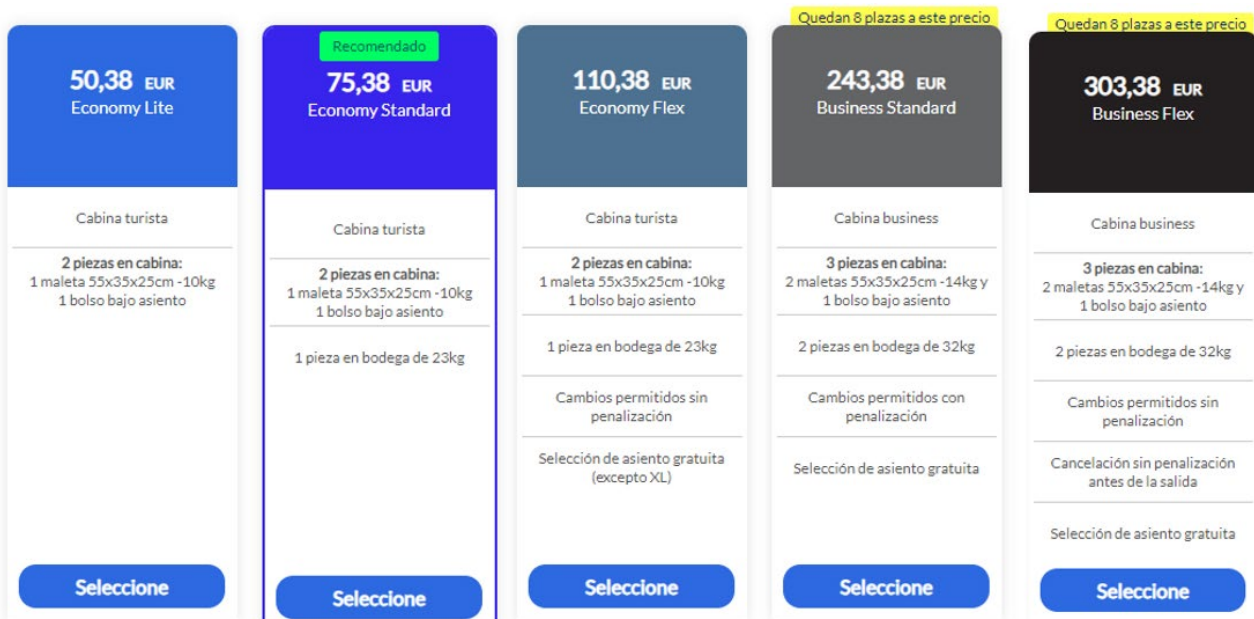 50,38 EUR
Economy Lite
Cabina turista
2 piezas en cabina:
1 maleta 55x35x25cm -10kg
1 bolso bajo asiento
Seleccione
Recomendado
75,38 EUR
Economy Standard
Cabina turista
2 piezas en cabina:
1 maleta 55x35x25cm -10kg
1 bolso bajo asiento
1 pieza en bodega de 23kg
Seleccione
110,38 EUR
Economy Flex
Cabina turista
2 piezas en cabina:
1 maleta 55x35x25cm -10kg
1 bolso bajo asiento
1 pieza en bodega de 23kg
Cambios permitidos sin
penalización
Selección de asiento gratuita
(excepto XL)
Seleccione
Quedan 8 plazas a este precio
243,38 EUR
Business Standard
Cabina business
3 piezas en cabina:
2 maletas 55x35x25cm -14kg y
1 bolso bajo asiento
2 piezas en bodega de 32kg
Cambios permitidos con
penalización
Selección de asiento gratuita
Seleccione
Quedan 8 plazas a este precio
303,38 EUR
Business Flex
Cabina business
3 piezas en cabina:
2 maletas 55x35x25cm -14kg y
1 bolso bajo asiento
2 piezas en bodega de 32kg
Cambios permitidos sin
penalización
Cancelación sin penalización
antes de la salida
Selección de asiento gratuita
Seleccione